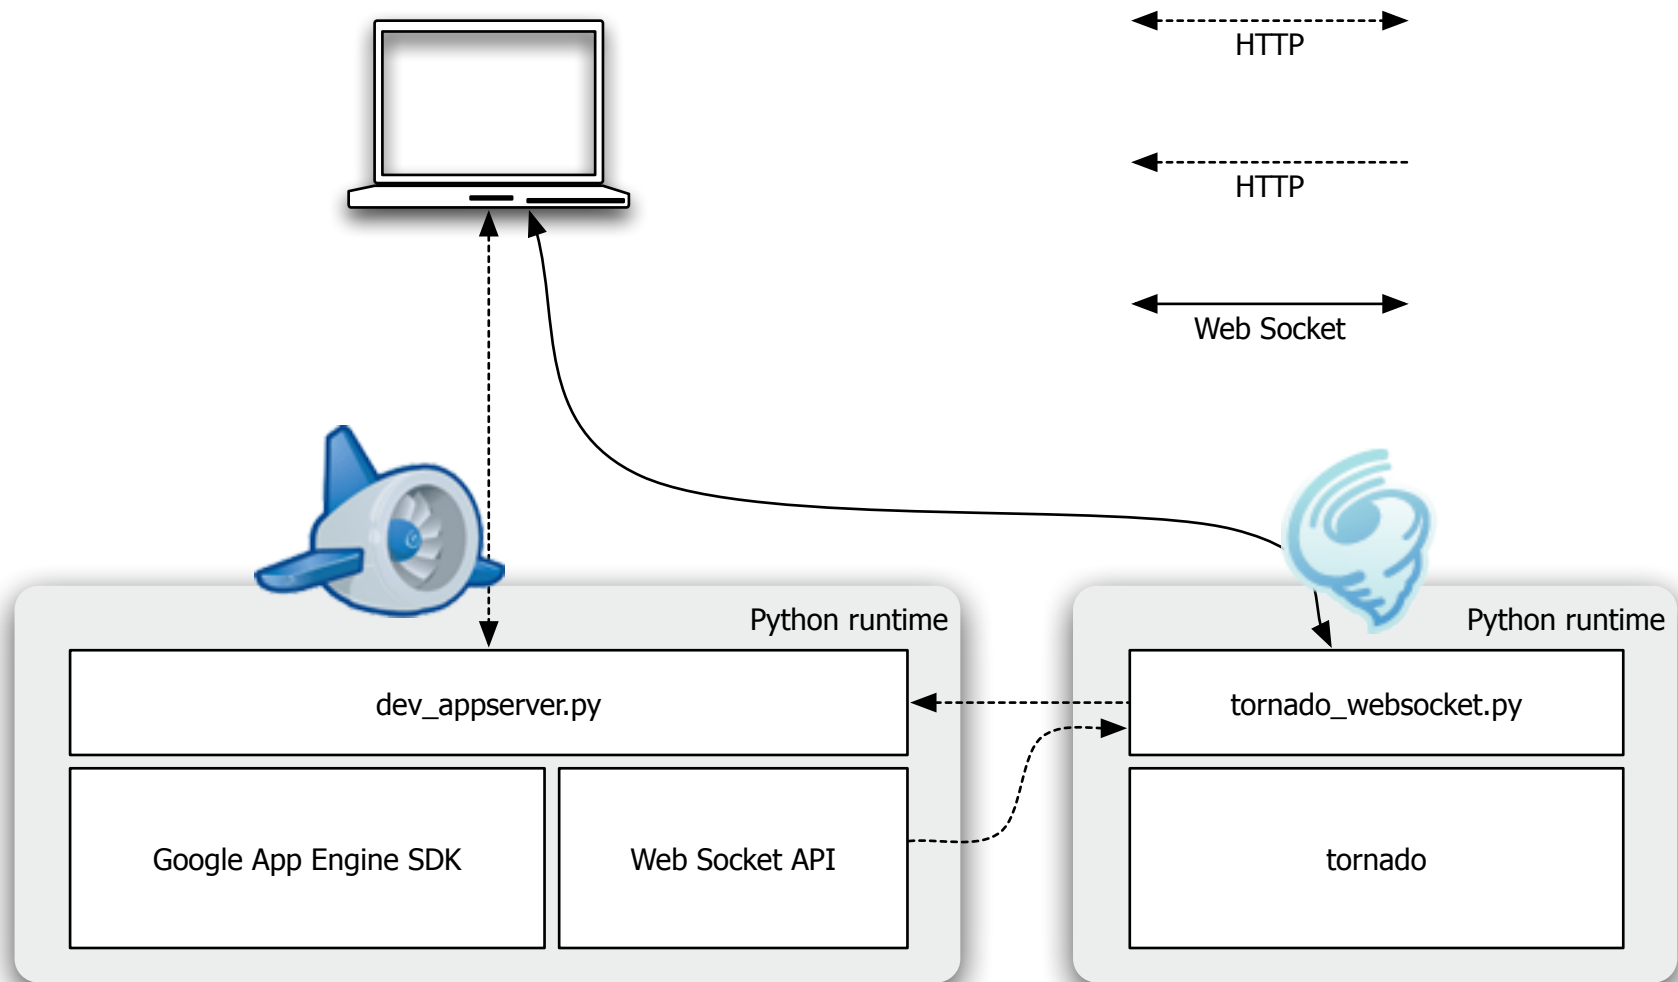 HTTP
HTTP
Web Socket
Python runtime
Python runtime
dev_appserver.py
tornado_websocket.py
Google App Engine SDK
Web Socket API
tornado